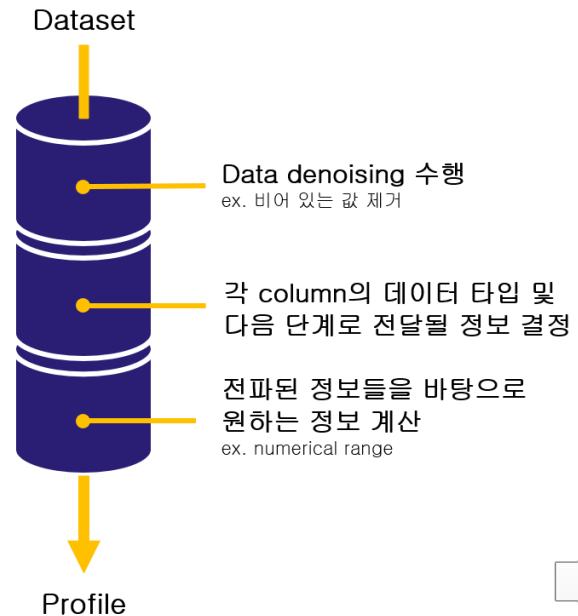 Dataset
Data denoising 수행
ex. 비어 있는 값 제거
각 column의 데이터 타입 및
다음 단계로 전달될 정보 결정
전파된 정보들을 바탕으로
원하는 정보 계산
ex. numerical range
Profile